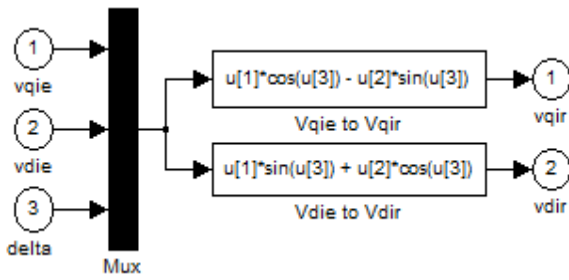 1
vqie
2
vdie
3
delta
Mux
u[1]*cos(u[3]) - u[2]*sin(u[3])
Vqie to Vqir
u[1]*sin(u[3]) + u[2]*cos(u[3])
Vdie to Vdir
1
vqir
2
vdir